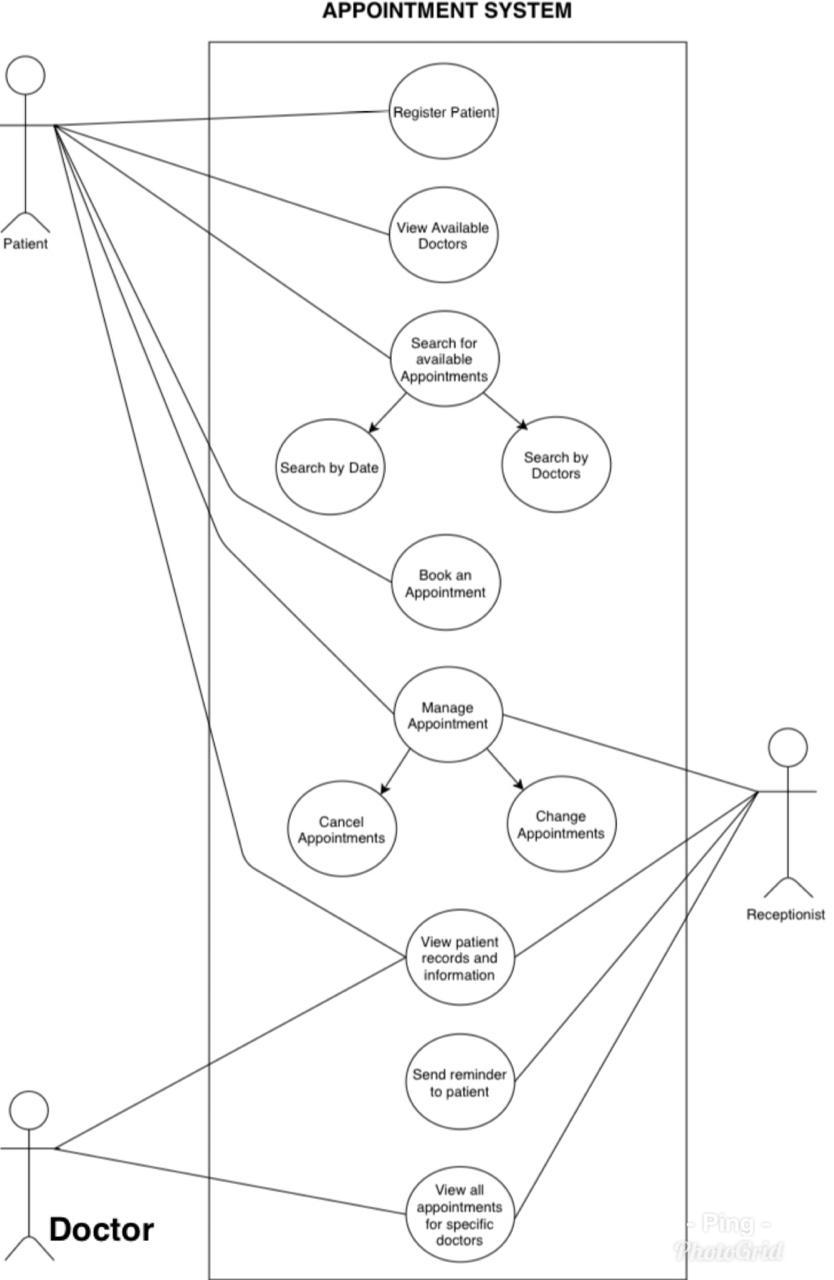 APPOINTMENT SYSTEM
Register Patient
View Available
Doctors
Patient
Search for
available
Appointments
Search by Date
Search by
Doctors
Book an
Appointment
Manage
Appointment
Cancel
Appointments
Change
Appointments
Receptionist
View patient
records and
information
Send reminder
to patient
View all
appointments
for specific
doctors
Doctor
- Ping -
PhotoGrid